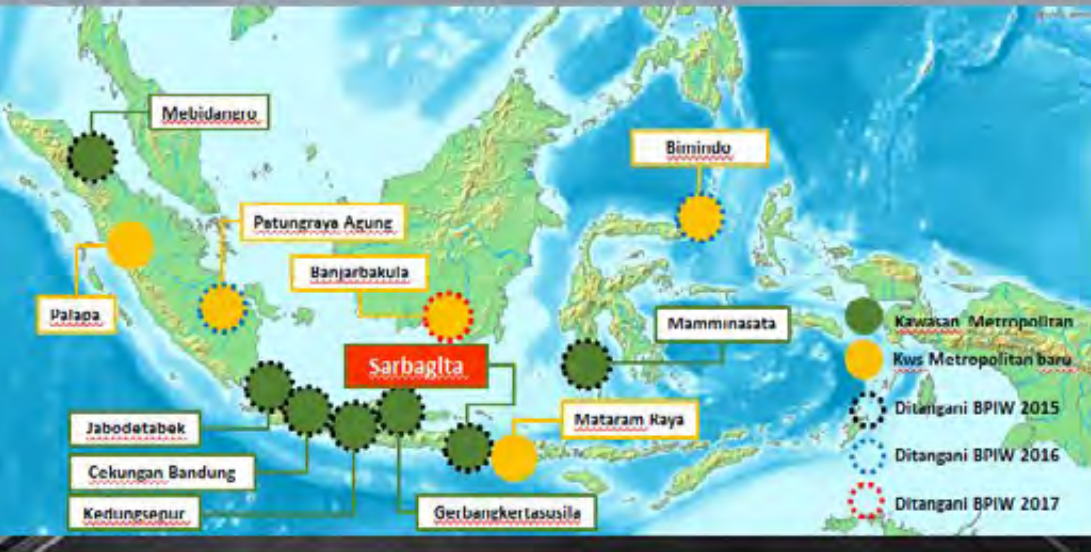 Mebidangro
Bimindo
Patungraya Agung
Banjarbakula
Palapa
Mamminasata
Kawasan Metropolitan
Kws Metropolitan baru
Sarbagita
Ditangani BPIW 2015
Mataram Raya
Jabodetabek
Cekungan Bandung
Ditangani BPIW 2016
Kedungsepur
Gerbangkertasusila
Ditangani BPIW 2017